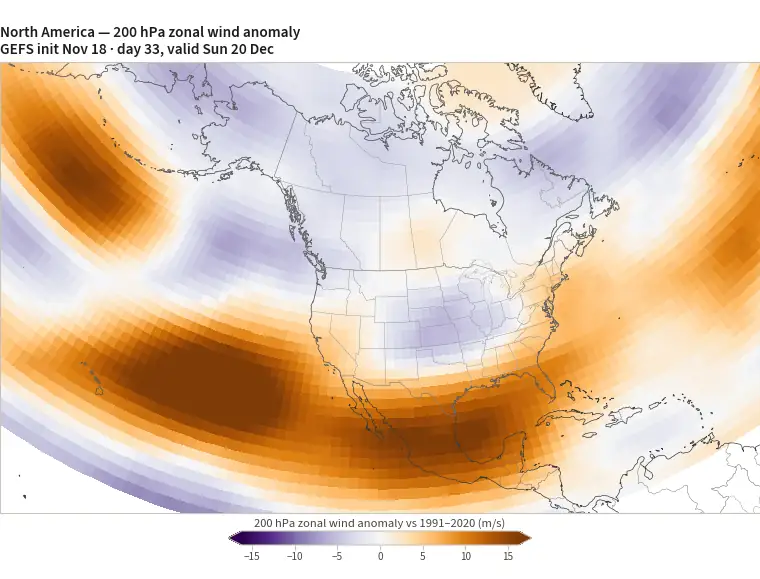 North America — 200 hPa zonal wind anomaly
GEFS init Nov 18 · day 33, valid Sun 20 Dec
200 hPa zonal wind anomaly vs 1991–2020 (m/s)
−15 −10 −5 0 5 10 15